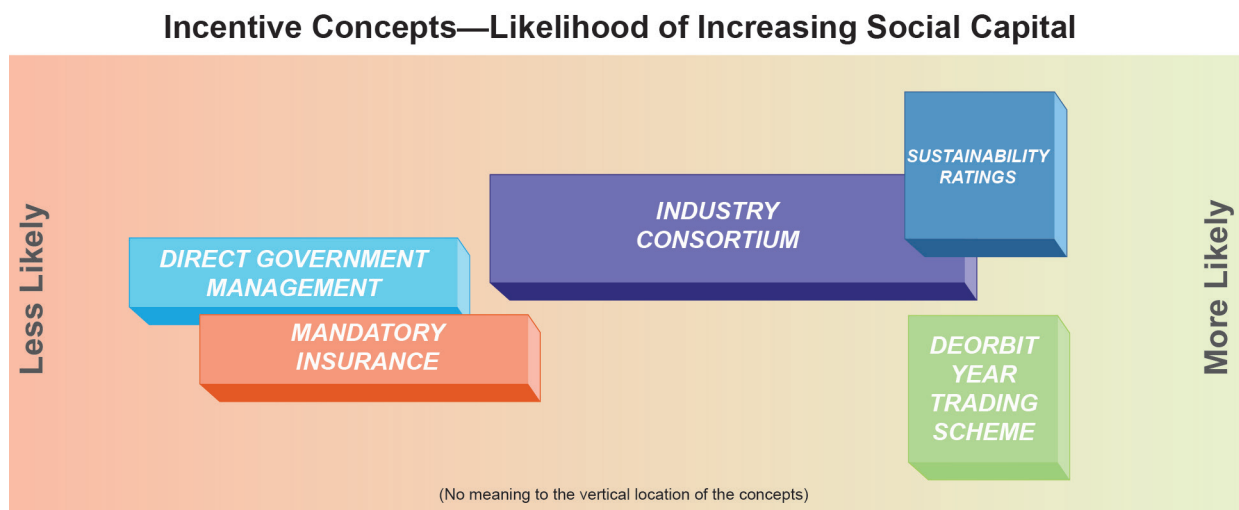 Incentive Concepts—Likelihood of Increasing Social Capital
Less Likely
DIRECT GOVERNMENT
MANAGEMENT
MANDATORY
INSURANCE
INDUSTRY
CONSORTIUM
SUSTAINABILITY
RATINGS
DEORBIT
YEAR
TRADING
SCHEME
More Likely
(No meaning to the vertical location of the concepts)